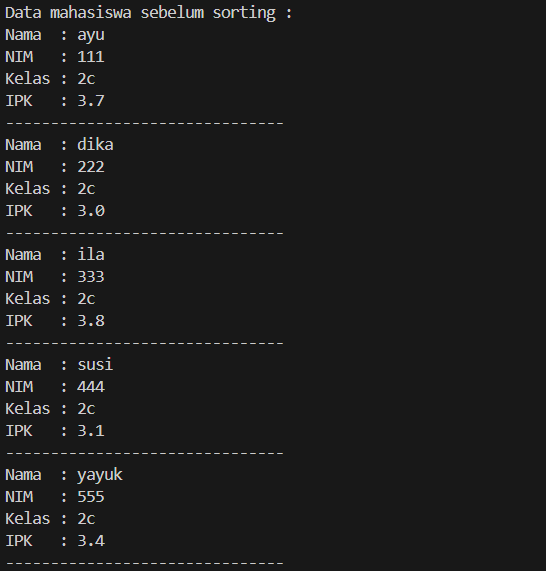 Data mahasiswa sebelum sorting :
Nama  : ayu
NIM   : 111
Kelas : 2c
IPK   : 3.7
-------------------------------
Nama  : dika
NIM   : 222
Kelas : 2c
IPK   : 3.0
-------------------------------
Nama  : ila
NIM   : 333
Kelas : 2c
IPK   : 3.8
-------------------------------
Nama  : susi
NIM   : 444
Kelas : 2c
IPK   : 3.1
-------------------------------
Nama  : yayuk
NIM   : 555
Kelas : 2c
IPK   : 3.4
-------------------------------